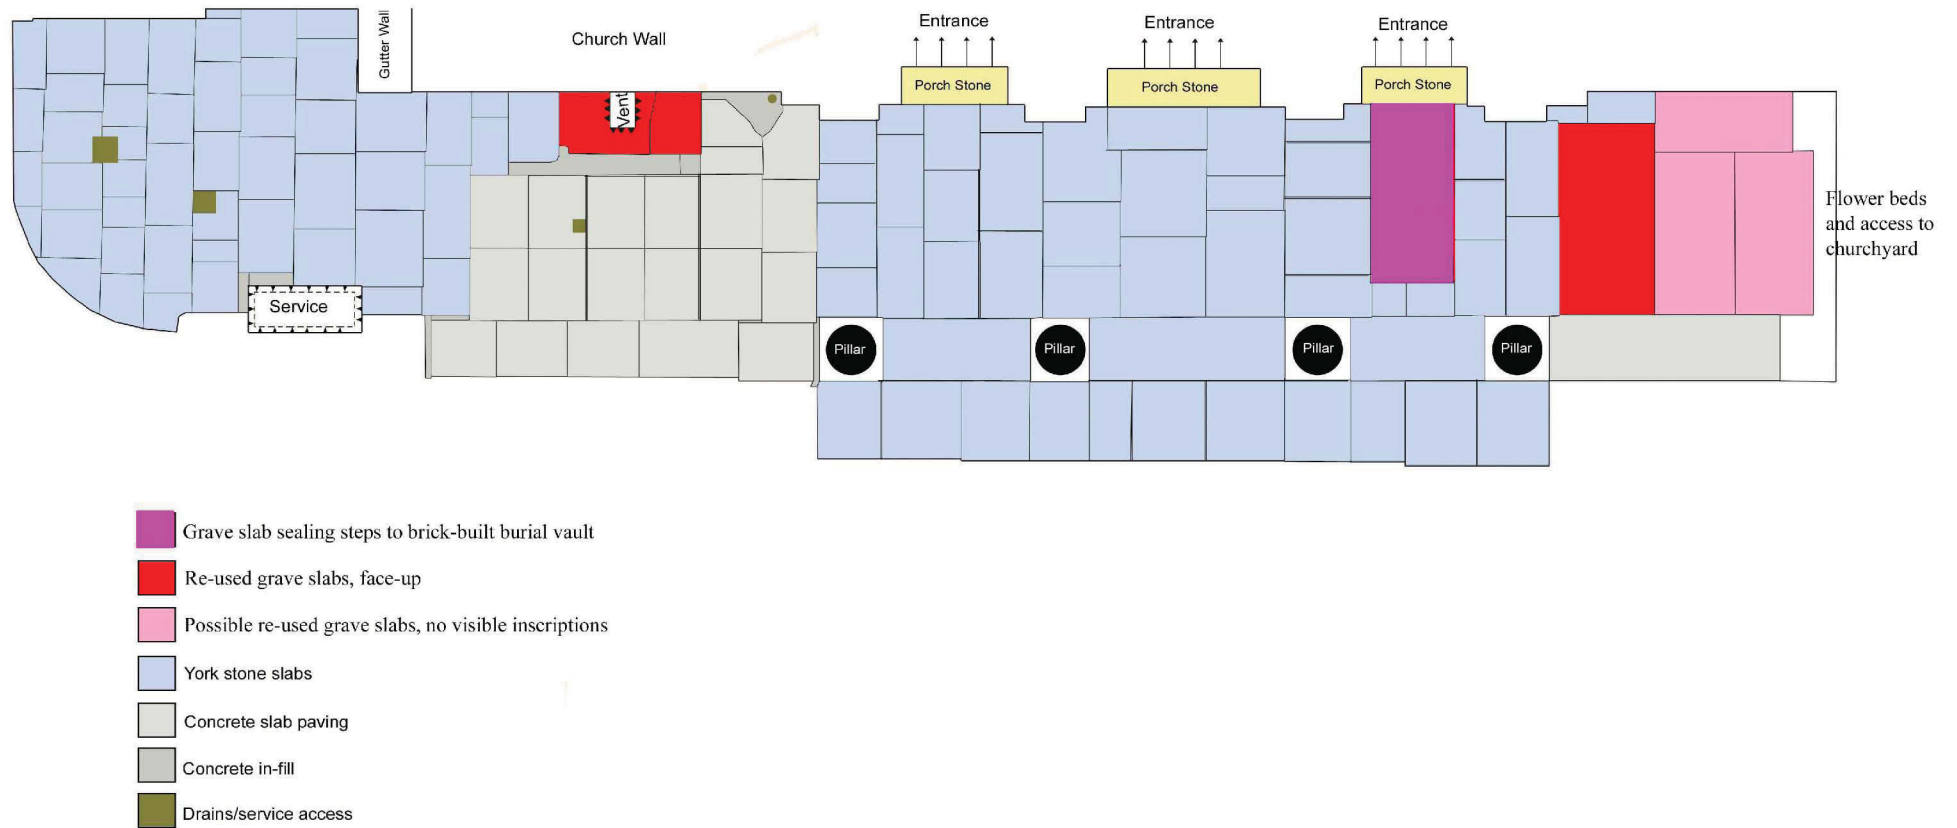 Gutter Wall
Church Wall
Entrance
Entrance
Entrance
Porch Stone
Porch Stone
Porch Stone
Vent
Flower beds
and access to
churchyard
Service
Pillar
Pillar
Pillar
Pillar
Grave slab sealing steps to brick-built burial vault
Re-used grave slabs, face-up
Possible re-used grave slabs, no visible inscriptions
York stone slabs
Concrete slab paving
Concrete in-fill
Drains/service access